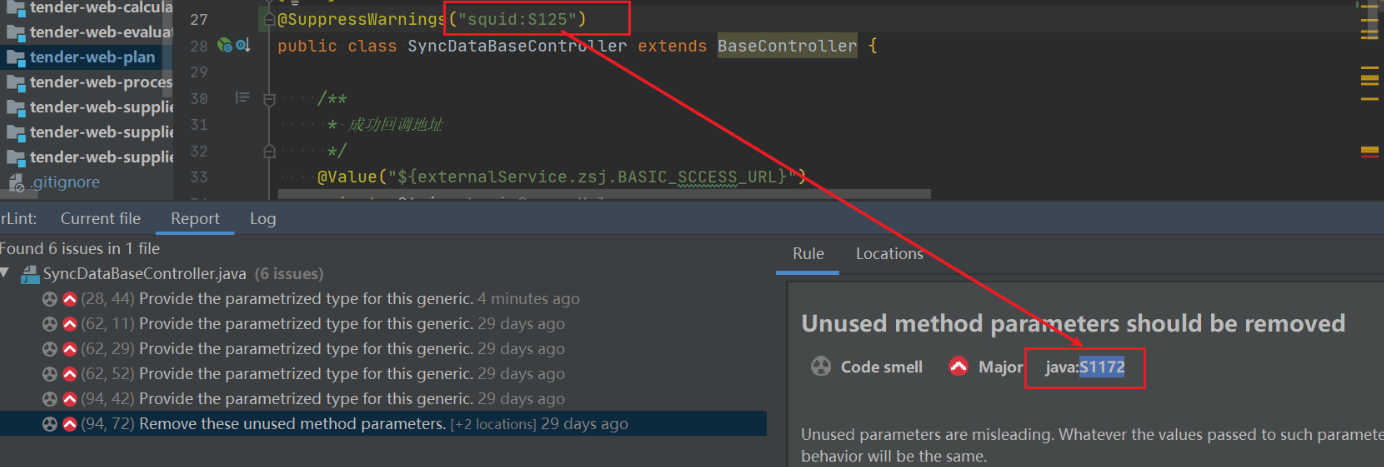 tender-web-calcula
tender-web-evaluat
tender-web-plan
tender-web-proces
tender-web-supplie
tender-web-supplie
tender-web-supplie
.gitignore
27 @SuppressWarnings("squid:S125")
28 public class SyncDataBaseController extends BaseController {
29
30 /**
31 * 成功回调地址
32 */
33 @Value("${externalService.zsj.BASIC_SCCESS_URL}")
rLint: Current file Report Log
Found 6 issues in 1 file
SyncDataBaseController.java (6 issues)
(28, 44) Provide the parametrized type for this generic. 4 minutes ago
(62, 11) Provide the parametrized type for this generic. 29 days ago
(62, 29) Provide the parametrized type for this generic. 29 days ago
(62, 52) Provide the parametrized type for this generic. 29 days ago
(94, 42) Provide the parametrized type for this generic. 29 days ago
(94, 72) Remove these unused method parameters. [+2 locations] 29 days ago
Rule Locations
Unused method parameters should be removed
Code smell Major java:S1172
Unused parameters are misleading. Whatever the values passed to such paramete
behavior will be the same.